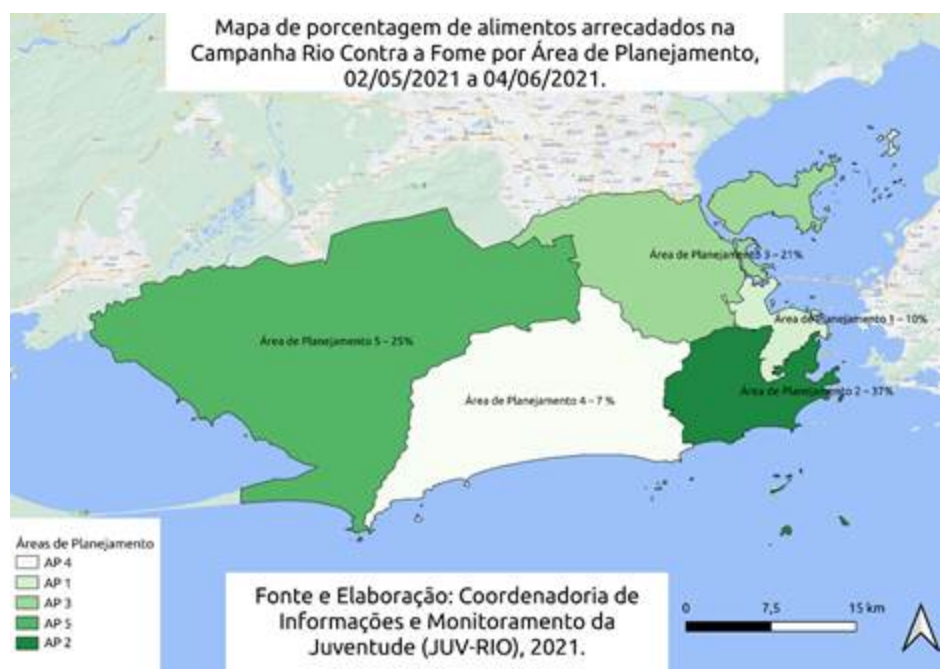 Mapa de porcentagem de alimentos arrecadados na
Campanha Rio Contra a Fome por Área de Planejamento,
02/05/2021 a 04/06/2021.
Área de Planejamento 3 – 21%
Área de Planejamento 1 – 10%
Área de Planejamento 5 – 25%
Área de Planejamento 2 – 37%
Área de Planejamento 4 – 7 %
Áreas de Planejamento
AP 4
AP 1
AP 3
AP 5
AP 2
Fonte e Elaboração: Coordenadoria de
Informações e Monitoramento da
Juventude (JUV-RIO), 2021.
0 7,5 15 km